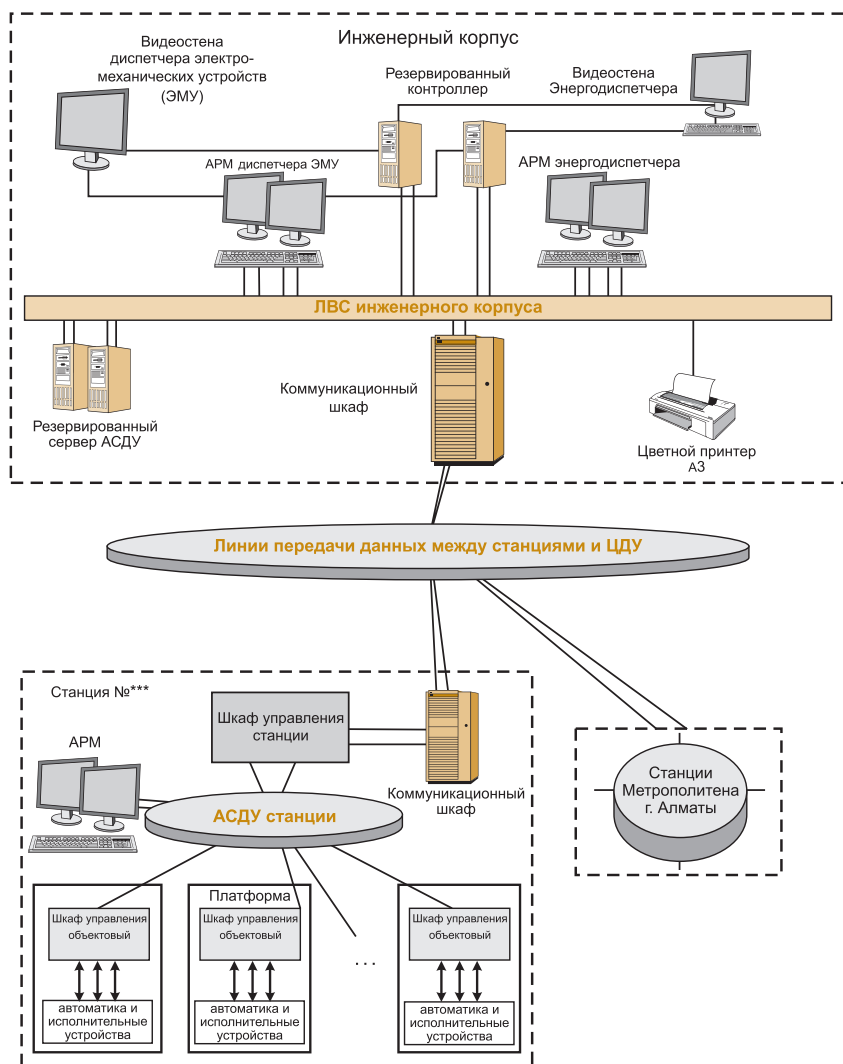 Инженерный корпус
Видеостена
диспетчера электро-
механических устройств
(ЭМУ)
Резервированный
контроллер
Видеостена
Энергодиспетчера
АРМ диспетчера ЭМУ
АРМ энергодиспетчера
ЛВС инженерного корпуса
Резервированный
сервер АСДУ
Коммуникационный
шкаф
Цветной принтер
А3
Линии передачи данных между станциями и ЦДУ
Станция №***
Шкаф управления
станции
АРМ
Коммуникационный
шкаф
АСДУ станции
Станции
Метрополитена
г. Алматы
Шкаф управления
объектовый
автоматика и
исполнительные
устройства
Платформа
Шкаф управления
объектовый
автоматика и
исполнительные
устройства
...
Шкаф управления
объектовый
автоматика и
исполнительные
устройства